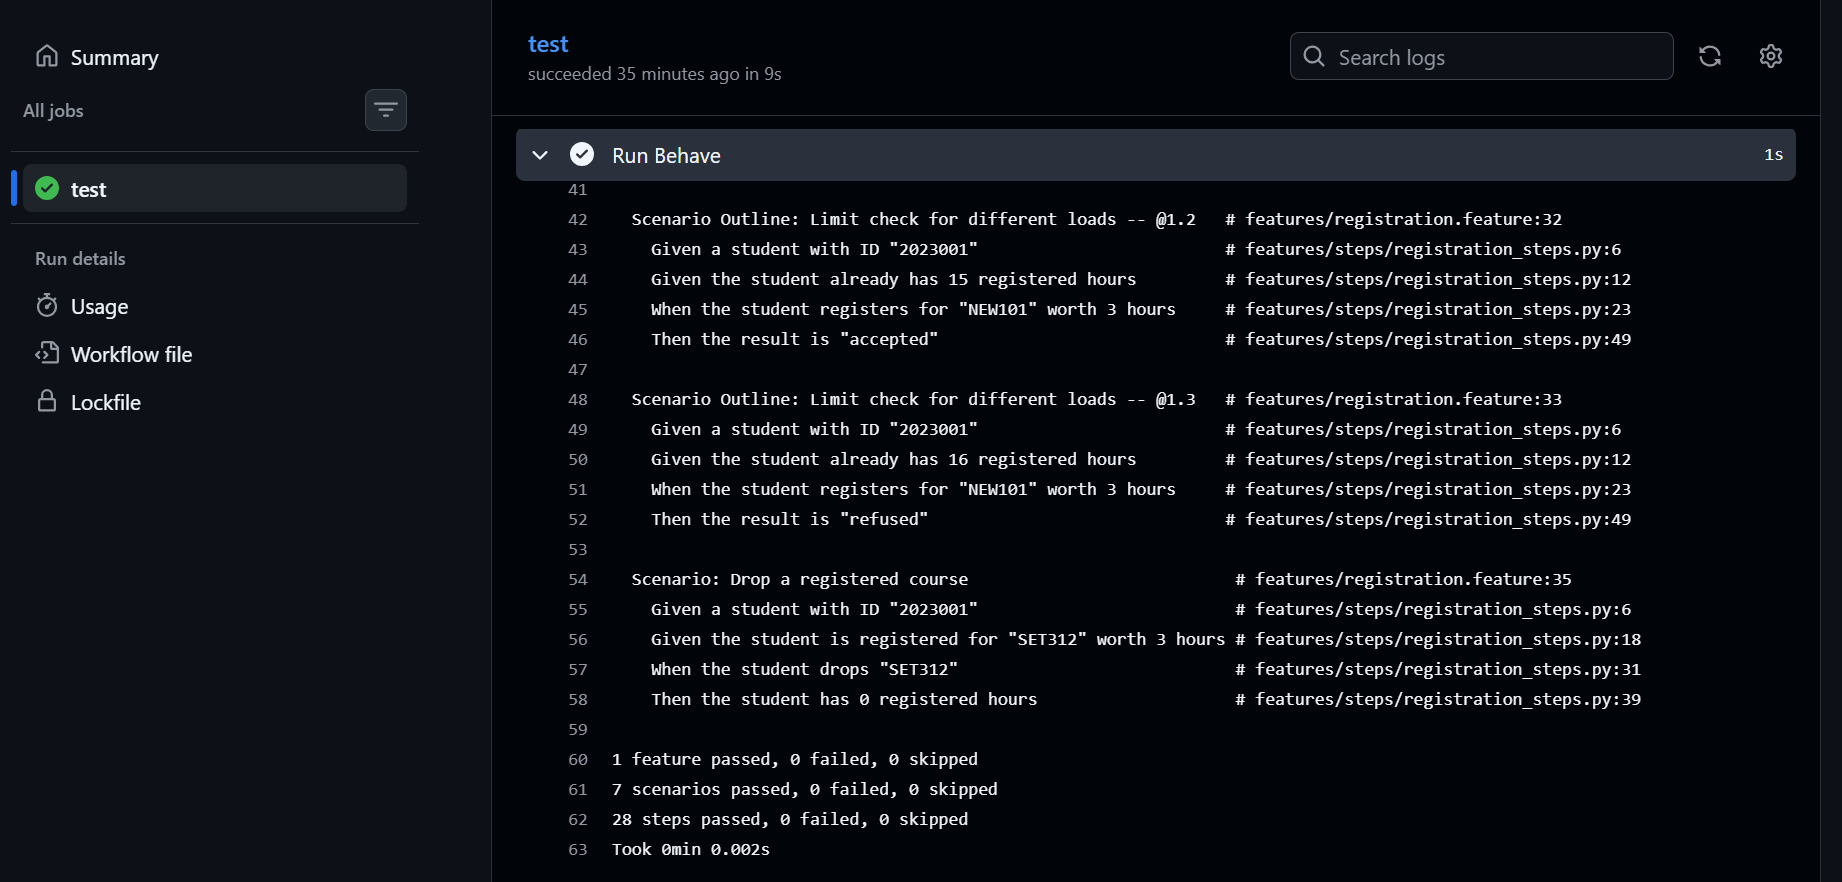 Summary
All jobs
test
Run details
Usage
Workflow file
Lockfile
test
succeeded 35 minutes ago in 9s
Search logs
Run Behave 1s
41
42 Scenario Outline: Limit check for different loads -- @1.2 # features/registration.feature:32
43 Given a student with ID "2023001" # features/steps/registration_steps.py:6
44 Given the student already has 15 registered hours # features/steps/registration_steps.py:12
45 When the student registers for "NEW101" worth 3 hours # features/steps/registration_steps.py:23
46 Then the result is "accepted" # features/steps/registration_steps.py:49
47
48 Scenario Outline: Limit check for different loads -- @1.3 # features/registration.feature:33
49 Given a student with ID "2023001" # features/steps/registration_steps.py:6
50 Given the student already has 16 registered hours # features/steps/registration_steps.py:12
51 When the student registers for "NEW101" worth 3 hours # features/steps/registration_steps.py:23
52 Then the result is "refused" # features/steps/registration_steps.py:49
53
54 Scenario: Drop a registered course # features/registration.feature:35
55 Given a student with ID "2023001" # features/steps/registration_steps.py:6
56 Given the student is registered for "SET312" worth 3 hours # features/steps/registration_steps.py:18
57 When the student drops "SET312" # features/steps/registration_steps.py:31
58 Then the student has 0 registered hours # features/steps/registration_steps.py:39
59
60 1 feature passed, 0 failed, 0 skipped
61 7 scenarios passed, 0 failed, 0 skipped
62 28 steps passed, 0 failed, 0 skipped
63 Took 0min 0.002s